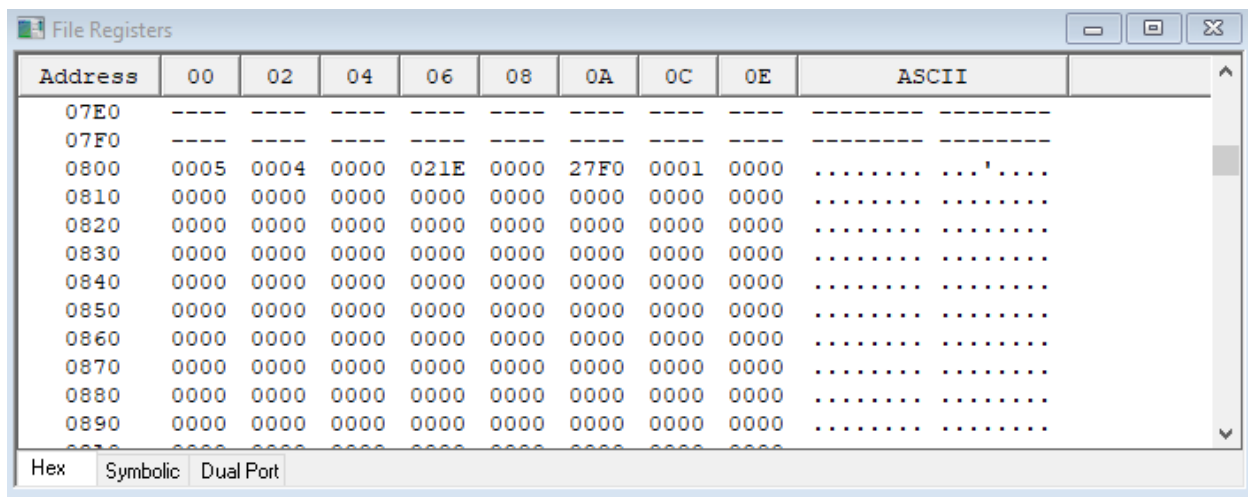 File Registers
Address 00 02 04 06 08 0A 0C 0E ASCII
07E0 ---- ---- ---- ---- ---- ---- ---- ---- -------- --------
07F0 ---- ---- ---- ---- ---- ---- ---- ---- -------- --------
0800 0005 0004 0000 021E 0000 27F0 0001 0000 ........ ...'....
0810 0000 0000 0000 0000 0000 0000 0000 0000 ........ ........
0820 0000 0000 0000 0000 0000 0000 0000 0000 ........ ........
0830 0000 0000 0000 0000 0000 0000 0000 0000 ........ ........
0840 0000 0000 0000 0000 0000 0000 0000 0000 ........ ........
0850 0000 0000 0000 0000 0000 0000 0000 0000 ........ ........
0860 0000 0000 0000 0000 0000 0000 0000 0000 ........ ........
0870 0000 0000 0000 0000 0000 0000 0000 0000 ........ ........
0880 0000 0000 0000 0000 0000 0000 0000 0000 ........ ........
0890 0000 0000 0000 0000 0000 0000 0000 0000 ........ ........
Hex Symbolic Dual Port